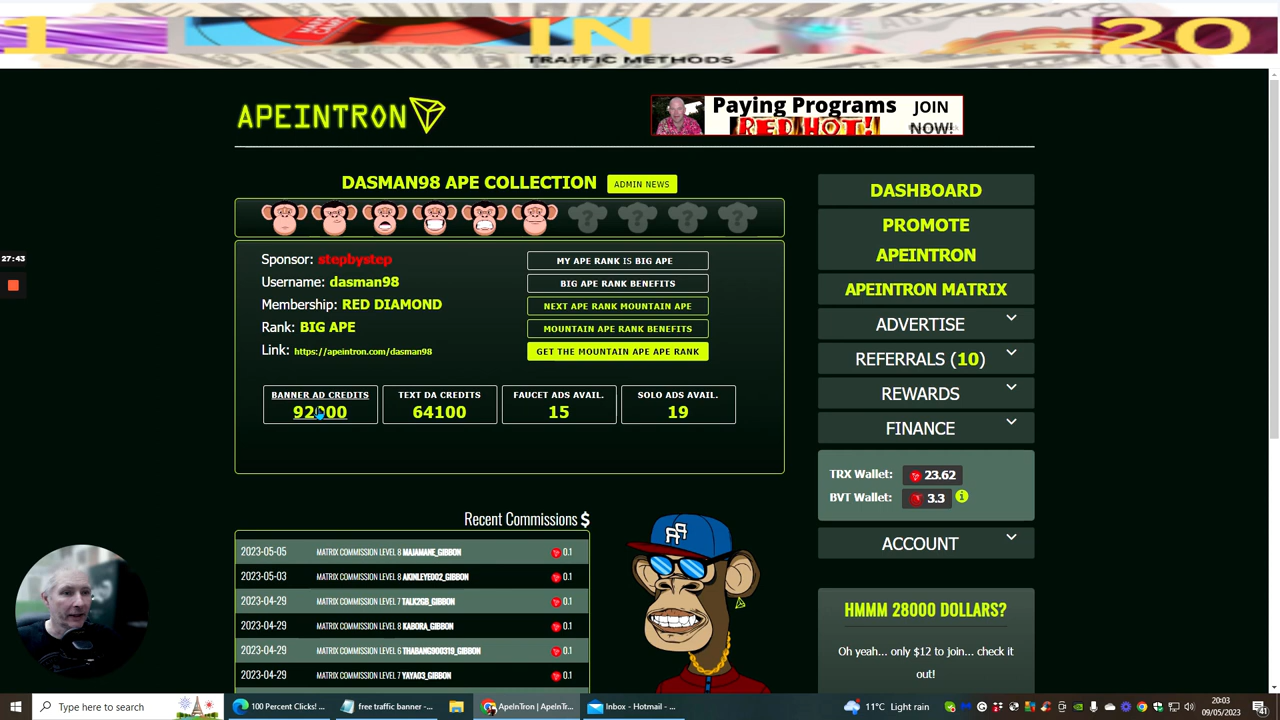 1 IN 20
TRAFFIC METHODS
APEINTRON
Paying Programs
RED HOT!
JOIN
NOW!
DASMAN98 APE COLLECTION
ADMIN NEWS
27:43
Sponsor: stepbystep
Username: dasman98
Membership: RED DIAMOND
Rank: BIG APE
Link: https://apeintron.com/dasman98
MY APE RANK IS BIG APE
BIG APE RANK BENEFITS
NEXT APE RANK MOUNTAIN APE
MOUNTAIN APE RANK BENEFITS
GET THE MOUNTAIN APE APE RANK
BANNER AD CREDITS
TEXT DA CREDITS
64100
FAUCET ADS AVAIL.
15
SOLO ADS AVAIL.
19
DASHBOARD
PROMOTE
APEINTRON
APEINTRON MATRIX
ADVERTISE
REFERRALS (10)
REWARDS
FINANCE
TRX Wallet: 23.62
BVT Wallet: 3.3
ACCOUNT
HMMM 28000 DOLLARS?
Oh yeah... only $12 to join... check it
out!
Recent Commissions $
2023-05-05 MATRIX COMMISSION LEVEL 8 MAJAMANE_GIBBON 0.1
2023-05-03 MATRIX COMMISSION LEVEL 8 AKINLEYE002_GIBBON 0.1
2023-04-29 MATRIX COMMISSION LEVEL 7 TALK2GB_GIBBON 0.1
2023-04-29 MATRIX COMMISSION LEVEL 8 KABORA_GIBBON 0.1
2023-04-29 MATRIX COMMISSION LEVEL 6 THABANG900319_GIBBON 0.1
2023-04-29 MATRIX COMMISSION LEVEL 7 YAYA03_GIBBON 0.1
Type here to search
100 Percent Clicks! ...
free traffic banner - ...
ApeInTron | ApeInTr...
Inbox - Hotmail - ...
11°C Light rain
20:03
09/05/2023